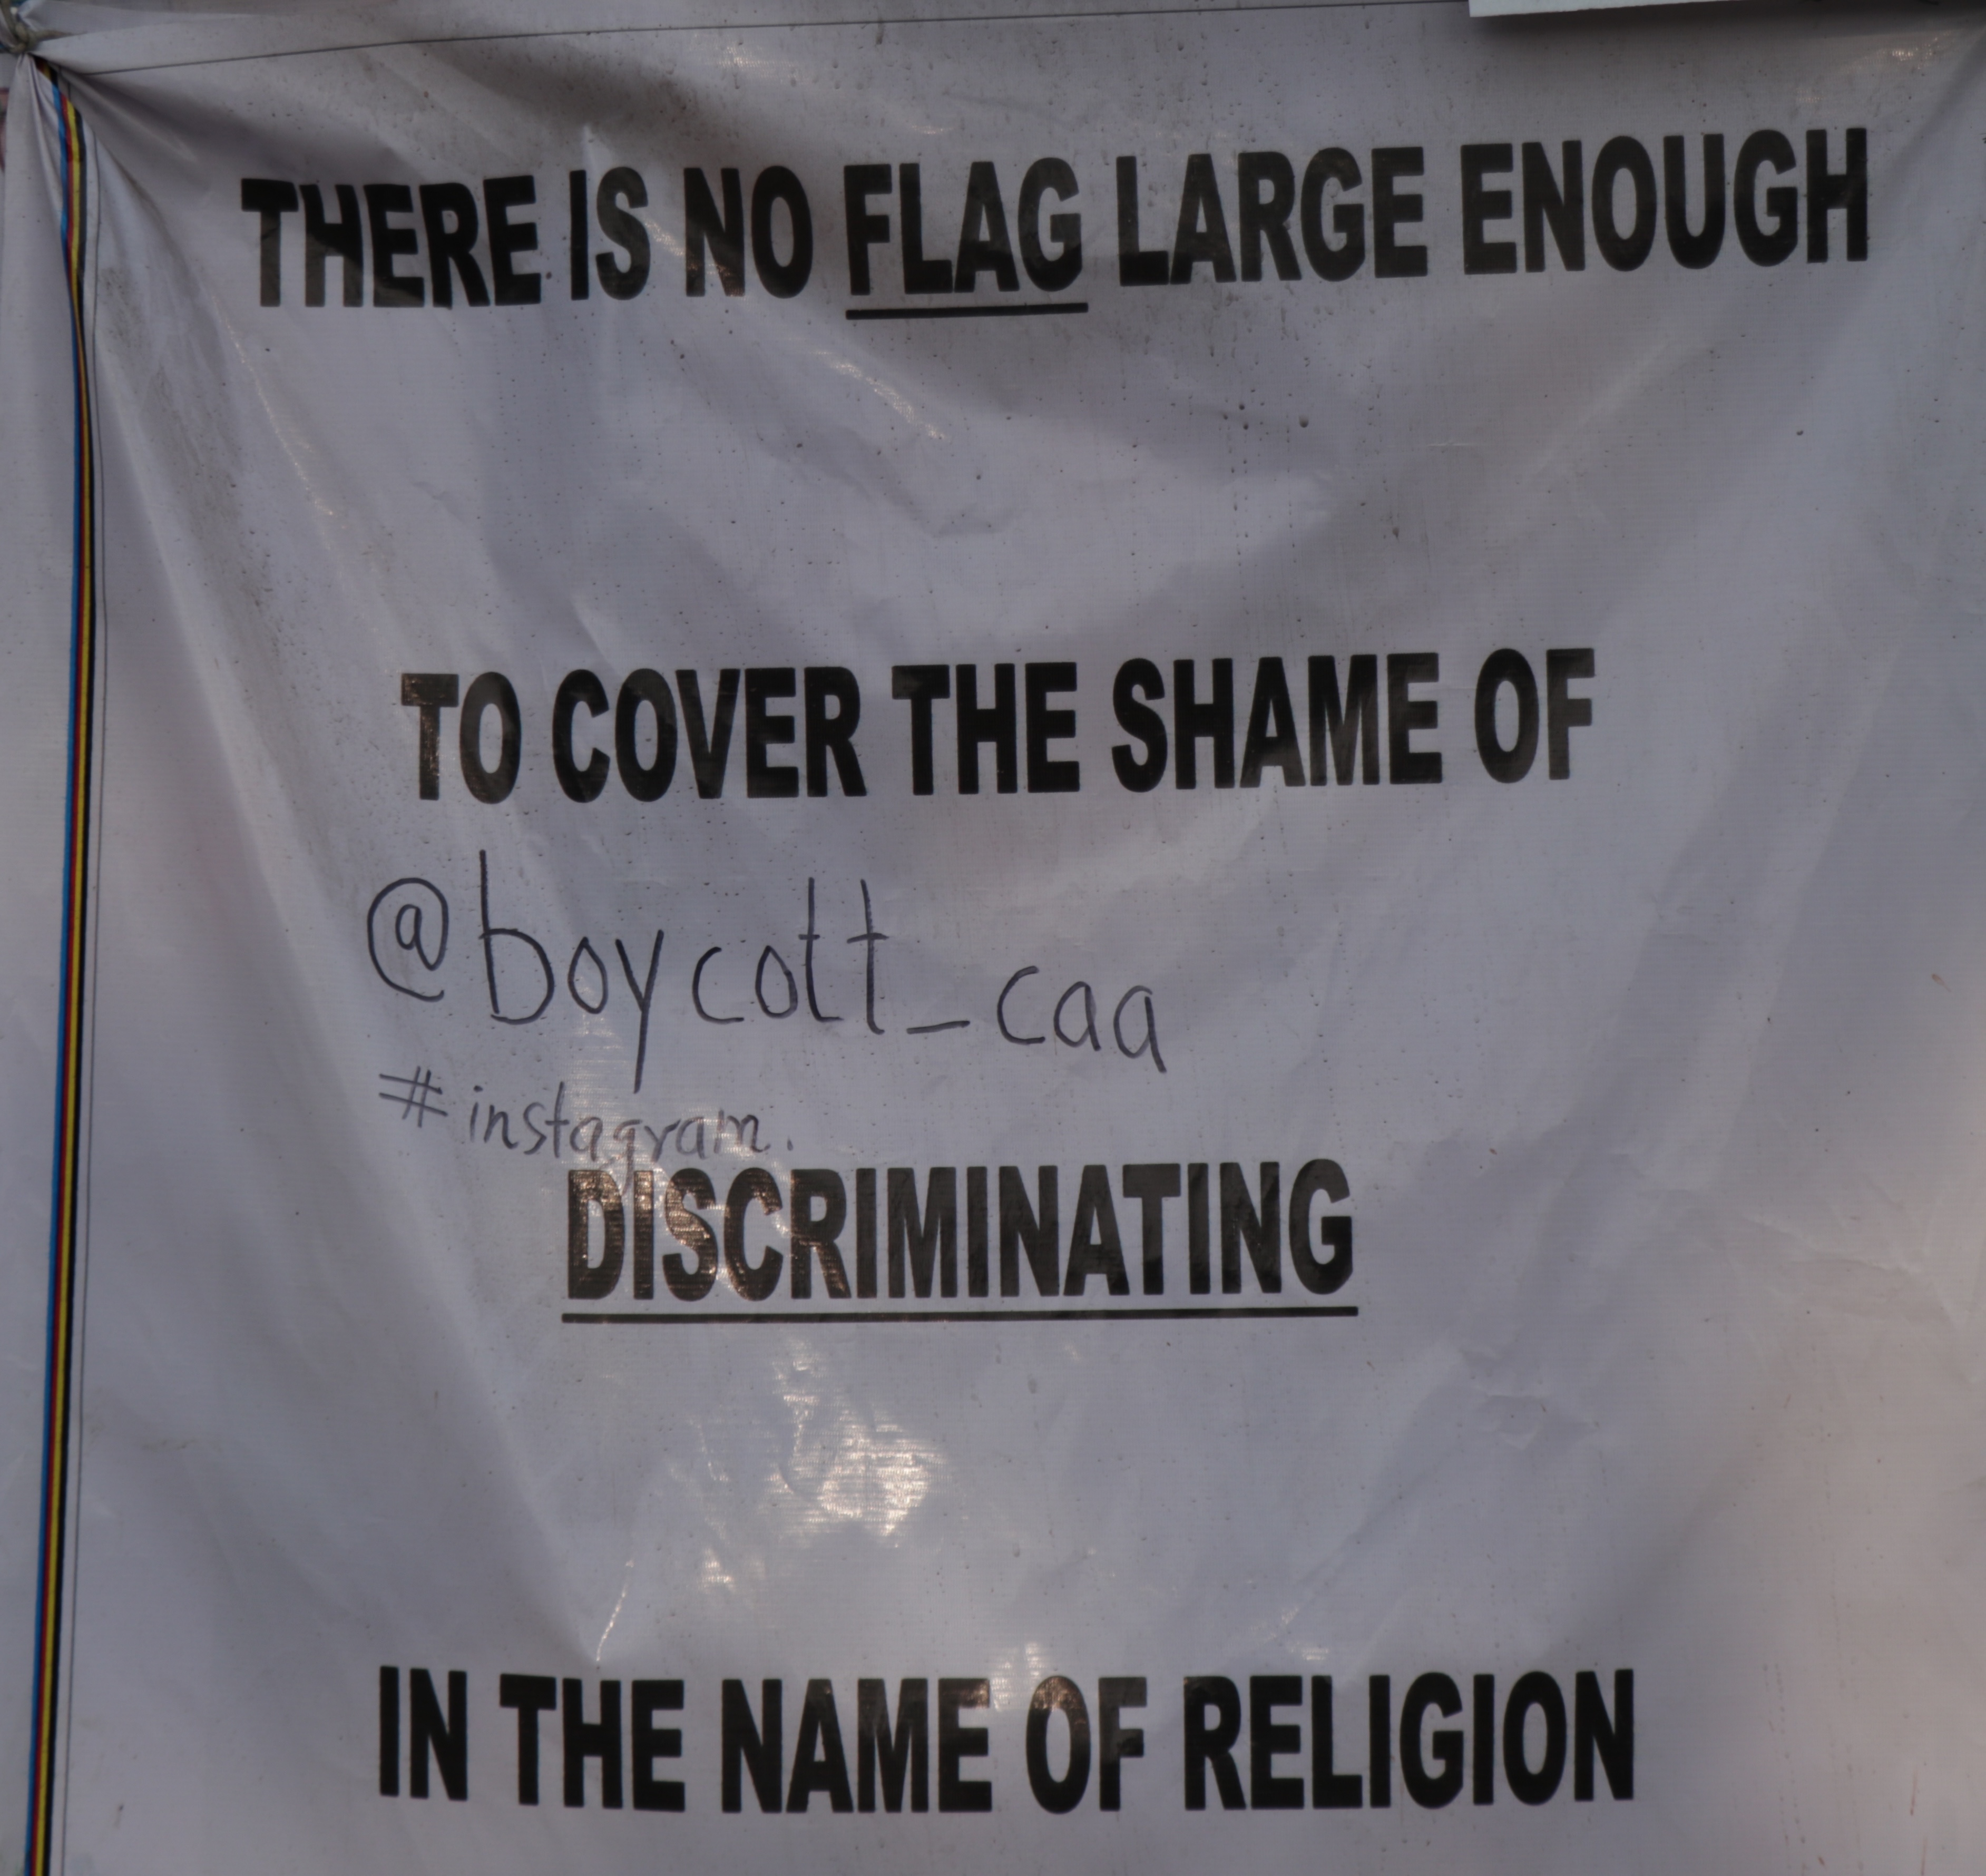 THERE IS NO FLAG LARGE ENOUGH
TO COVER THE SHAME OF
@boycott_caa
#instagram.
DISCRIMINATING
IN THE NAME OF RELIGION